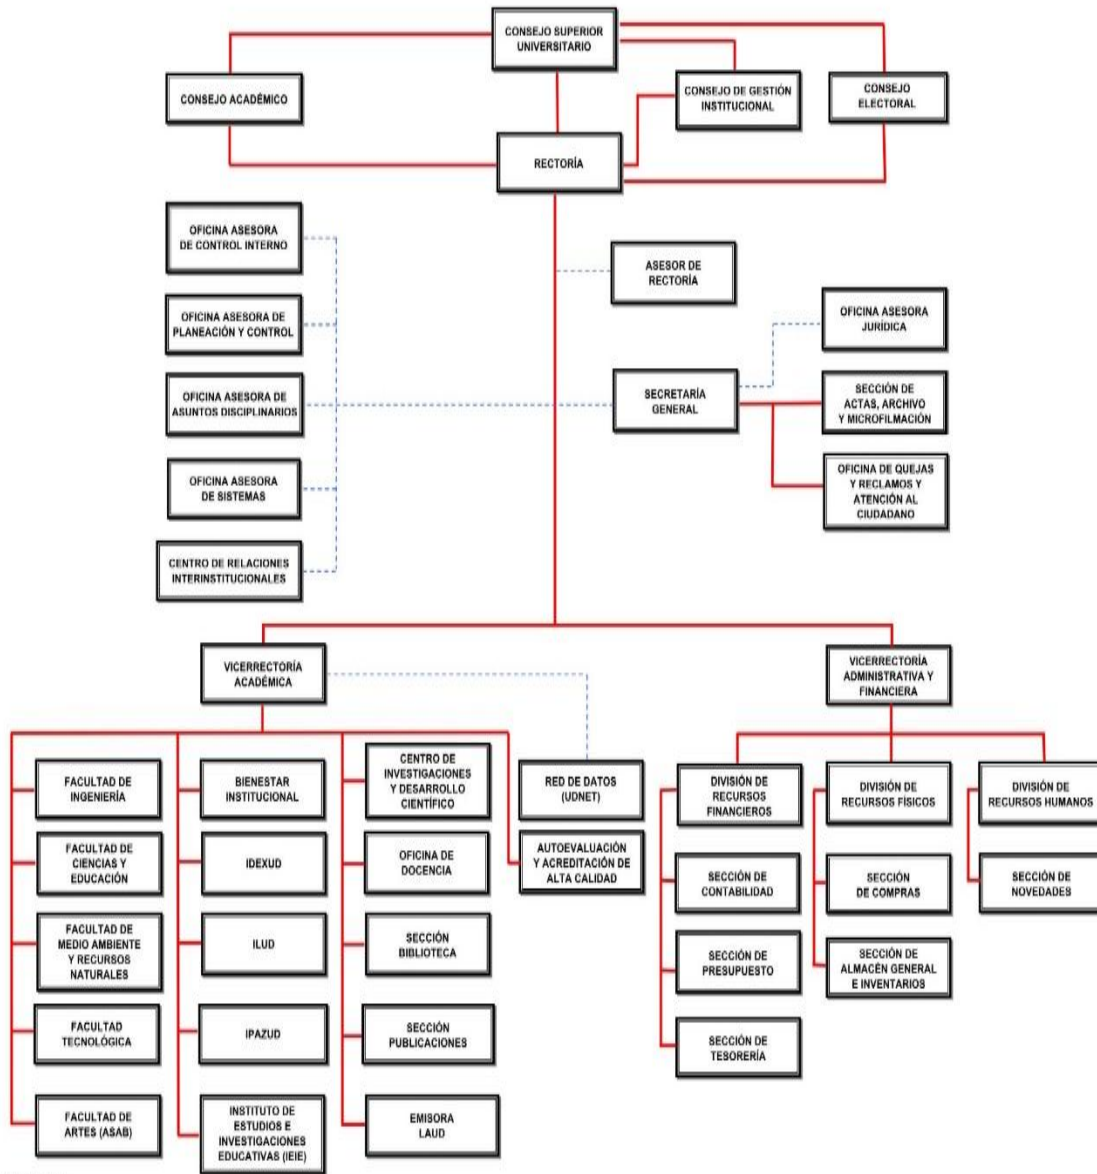 CONSEJO SUPERIOR
UNIVERSITARIO
CONSEJO ACADÉMICO
CONSEJO DE GESTIÓN
INSTITUCIONAL
CONSEJO
ELECTORAL
RECTORÍA
OFICINA ASESORA
DE CONTROL INTERNO
ASESOR DE
RECTORÍA
OFICINA ASESORA DE
PLANEACIÓN Y CONTROL
OFICINA ASESORA
JURÍDICA
OFICINA ASESORA DE
ASUNTOS DISCIPLINARIOS
SECRETARÍA
GENERAL
SECCIÓN DE
ACTAS, ARCHIVO
Y MICROFILMACIÓN
OFICINA ASESORA
DE SISTEMAS
OFICINA DE QUEJAS
Y RECLAMOS Y
ATENCIÓN AL
CIUDADANO
CENTRO DE RELACIONES
INTERINSTITUCIONALES
VICERRECTORÍA
ACADÉMICA
VICERRECTORÍA
ADMINISTRATIVA Y
FINANCIERA
FACULTAD DE
INGENIERÍA
BIENESTAR
INSTITUCIONAL
CENTRO DE
INVESTIGACIONES
Y DESARROLLO
CIENTÍFICO
RED DE DATOS
(UDNET)
DIVISIÓN DE
RECURSOS
FINANCIEROS
DIVISIÓN DE
RECURSOS FÍSICOS
DIVISIÓN DE
RECURSOS HUMANOS
FACULTAD DE
CIENCIAS Y
EDUCACIÓN
IDEXUD
OFICINA DE
DOCENCIA
AUTOEVALUACIÓN
Y ACREDITACIÓN DE
ALTA CALIDAD
SECCIÓN DE
CONTABILIDAD
SECCIÓN
DE COMPRAS
SECCIÓN DE
NOVEDADES
FACULTAD DE
MEDIO AMBIENTE
Y RECURSOS
NATURALES
ILUD
SECCIÓN
BIBLIOTECA
SECCIÓN DE
PRESUPUESTO
SECCIÓN DE
ALMACÉN GENERAL
E INVENTARIOS
FACULTAD
TECNOLÓGICA
IPAZUD
SECCIÓN
PUBLICACIONES
SECCIÓN DE
TESORERÍA
FACULTAD DE
ARTES (ASAB)
INSTITUTO DE
ESTUDIOS E
INVESTIGACIONES
EDUCATIVAS (IEIE)
EMISORA
LAUD